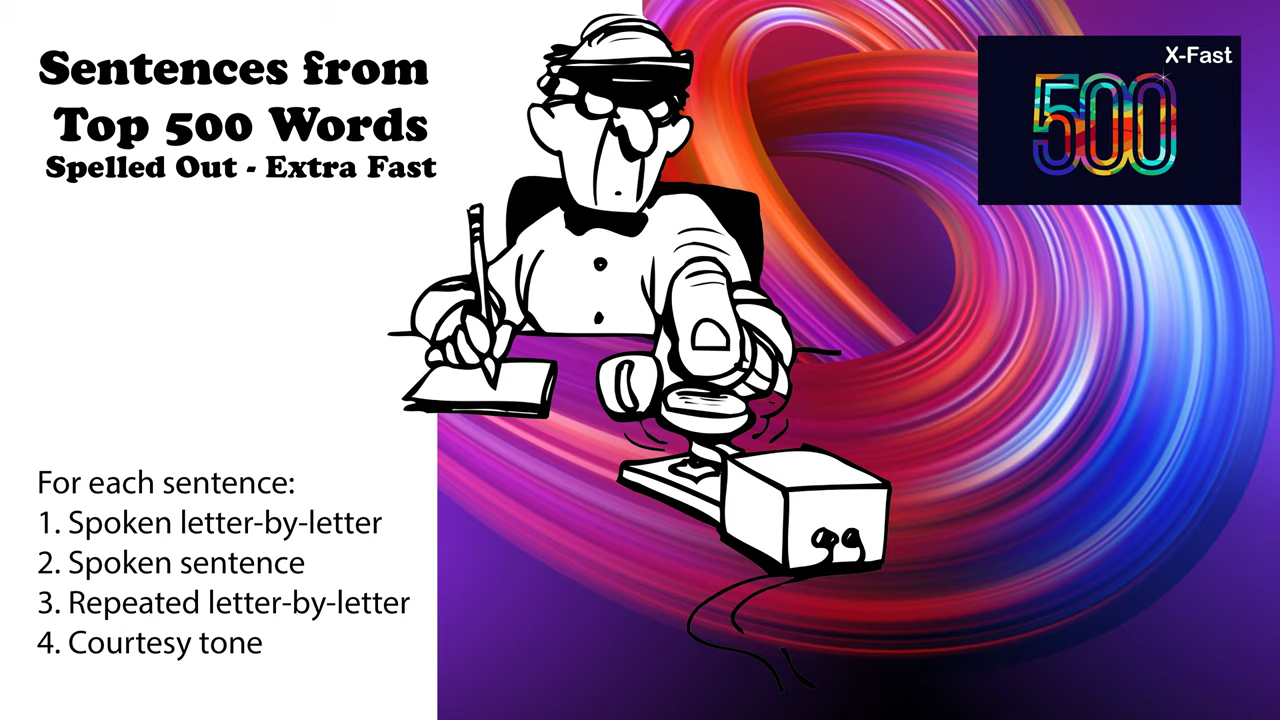 Sentences from
Top 500 Words
Spelled Out - Extra Fast
X-Fast
500
For each sentence:
1. Spoken letter-by-letter
2. Spoken sentence
3. Repeated letter-by-letter
4. Courtesy tone